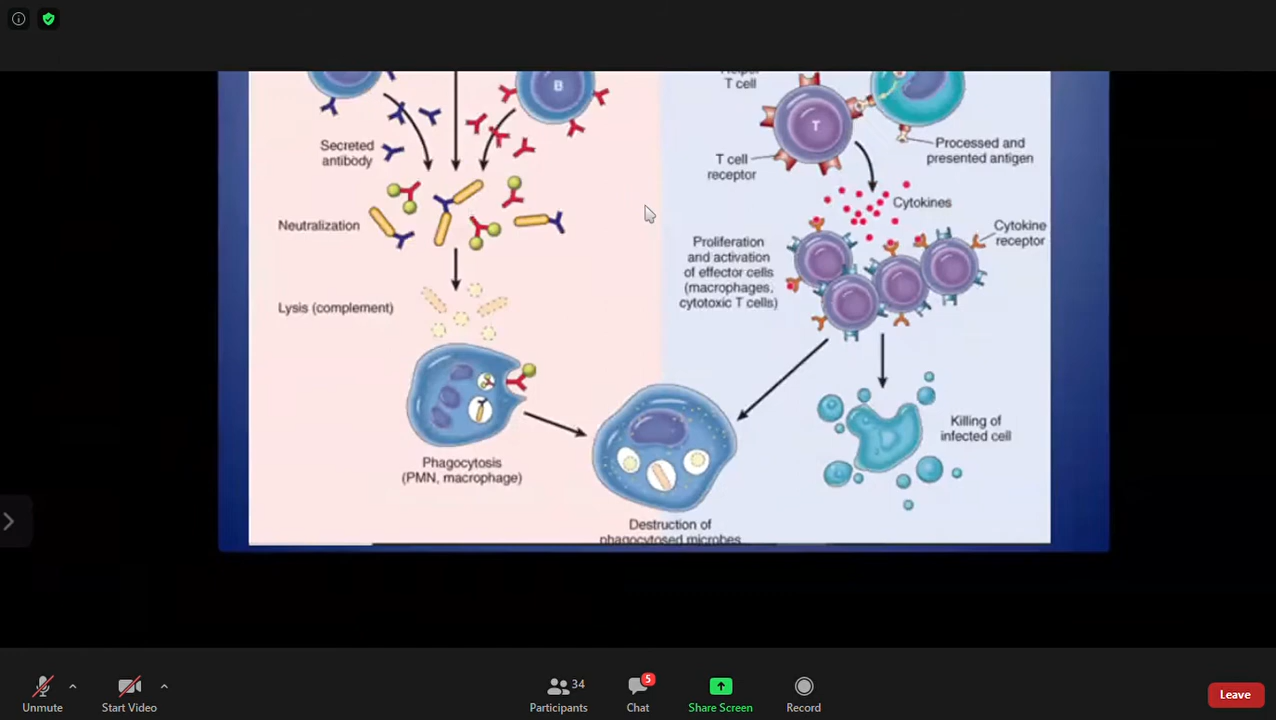 B
Helper
T cell
T
Secreted
antibody
Processed and
presented antigen
T cell
receptor
Cytokines
Neutralization
Cytokine
receptor
Proliferation
and activation
of effector cells
(macrophages,
cytotoxic T cells)
Lysis (complement)
Killing of
infected cell
Phagocytosis
(PMN, macrophage)
Destruction of
phagocytosed microbes
Unmute
Start Video
34
Participants
5
Chat
Share Screen
Record
Leave